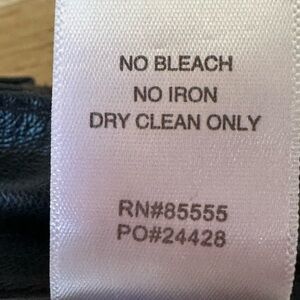 NO BLEACH
NO IRON
DRY CLEAN ONLY
RN#85555
PO#24428